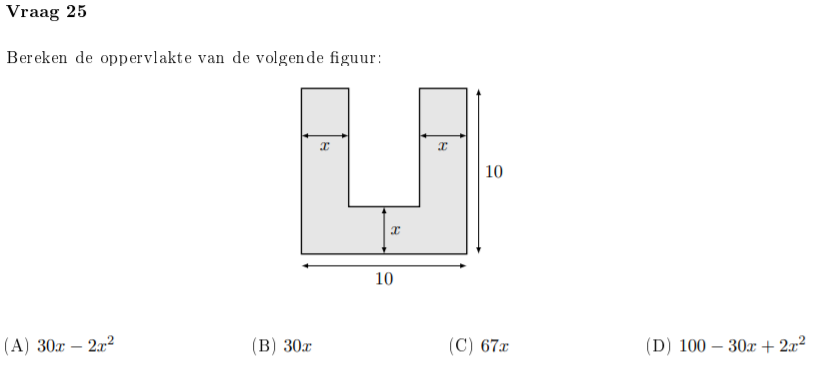 Vraag 25
Bereken de oppervlakte van de volgende figuur:
x x
10
x
10
(A) 30x − 2x² (B) 30x (C) 67x (D) 100 − 30x + 2x²